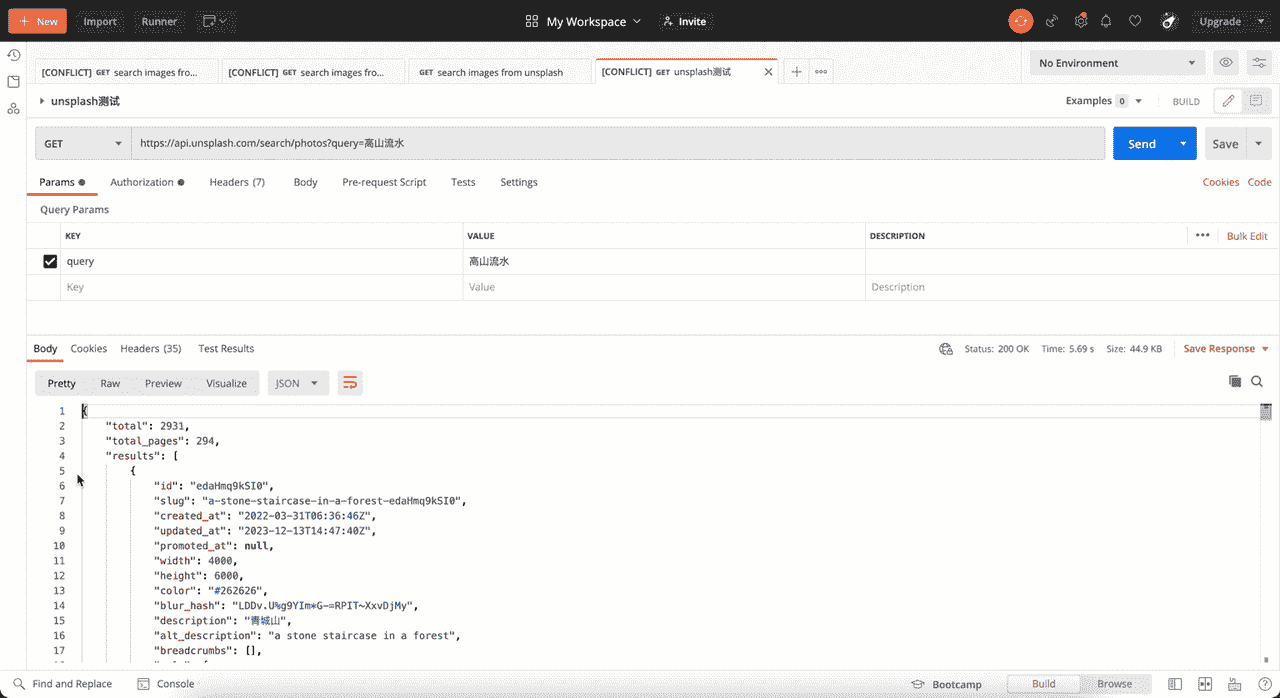 New Import Runner My Workspace Invite Upgrade
[CONFLICT] GET search images fro... [CONFLICT] GET search images fro... GET search images from unsplash [CONFLICT] GET unsplash测试 No Environment
unsplash测试 Examples 0 BUILD
GET https://api.unsplash.com/search/photos?query=高山流水 Send Save
Params Authorization Headers (7) Body Pre-request Script Tests Settings Cookies Code
Query Params
KEY VALUE DESCRIPTION Bulk Edit
query 高山流水
Key Value Description
Body Cookies Headers (35) Test Results Status: 200 OK Time: 5.69 s Size: 44.9 KB Save Response
Pretty Raw Preview Visualize JSON
1 {
2 "total": 2931,
3 "total_pages": 294,
4 "results": [
5 {
6 "id": "edaHmq9kSI0",
7 "slug": "a-stone-staircase-in-a-forest-edaHmq9kSI0",
8 "created_at": "2022-03-31T06:36:46Z",
9 "updated_at": "2023-12-13T14:47:40Z",
10 "promoted_at": null,
11 "width": 4000,
12 "height": 6000,
13 "color": "#262626",
14 "blur_hash": "LDDv.U%g9YIm*G-=RPIT~XxvDjMy",
15 "description": "青城山",
16 "alt_description": "a stone staircase in a forest",
17 "breadcrumbs": [],
Find and Replace Console Bootcamp Build Browse